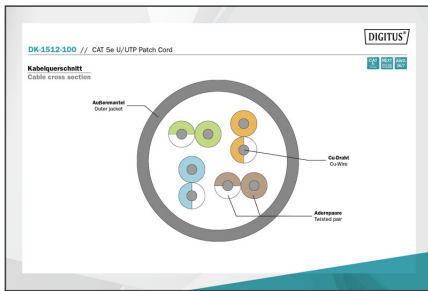 DIGITUS®
DK-1512-100 // CAT 5e U/UTP Patch Cord
Kabelquerschnitt
Cable cross section
Außenmantel
Outer jacket
Cu-Draht
Cu-Wire
Adernpaare
Twisted pair